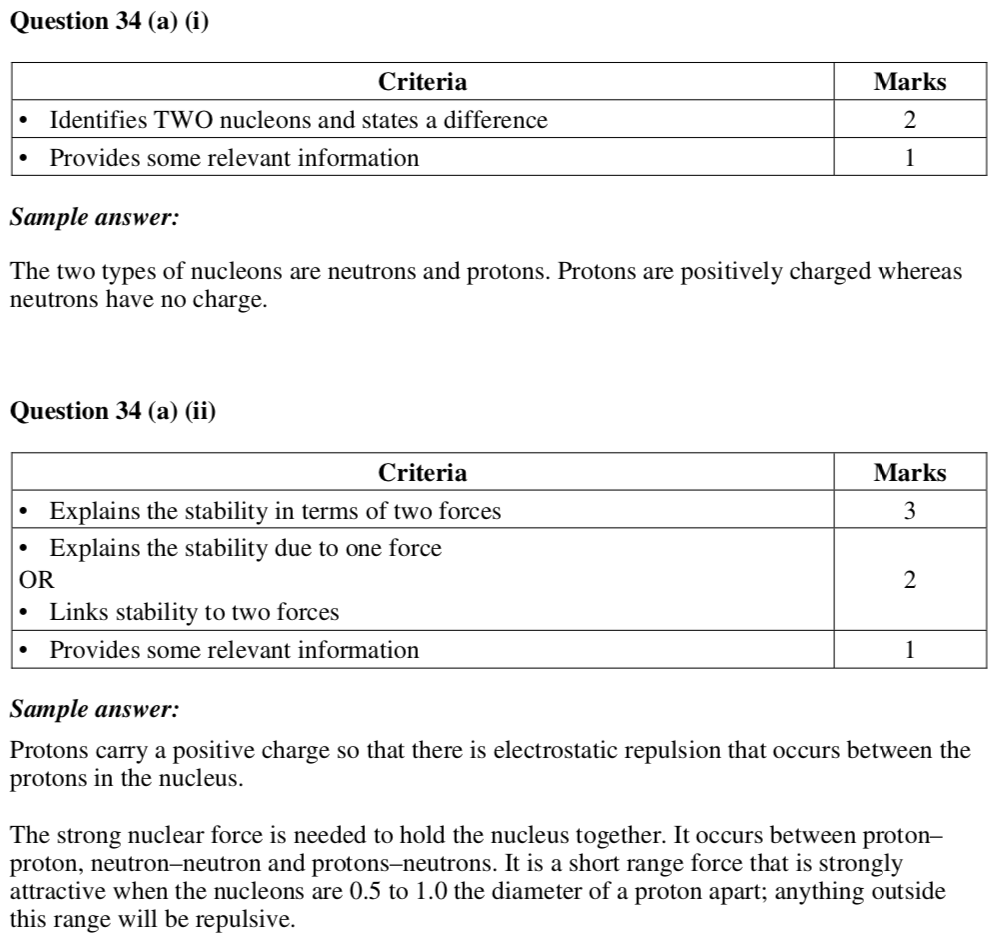 Question 34 (a) (i)
Criteria Marks
• Identifies TWO nucleons and states a difference 2
• Provides some relevant information 1
Sample answer:
The two types of nucleons are neutrons and protons. Protons are positively charged whereas
neutrons have no charge.
Question 34 (a) (ii)
Criteria Marks
• Explains the stability in terms of two forces 3
• Explains the stability due to one force
OR
• Links stability to two forces
2
• Provides some relevant information 1
Sample answer:
Protons carry a positive charge so that there is electrostatic repulsion that occurs between the
protons in the nucleus.
The strong nuclear force is needed to hold the nucleus together. It occurs between proton–
proton, neutron–neutron and protons–neutrons. It is a short range force that is strongly
attractive when the nucleons are 0.5 to 1.0 the diameter of a proton apart; anything outside
this range will be repulsive.